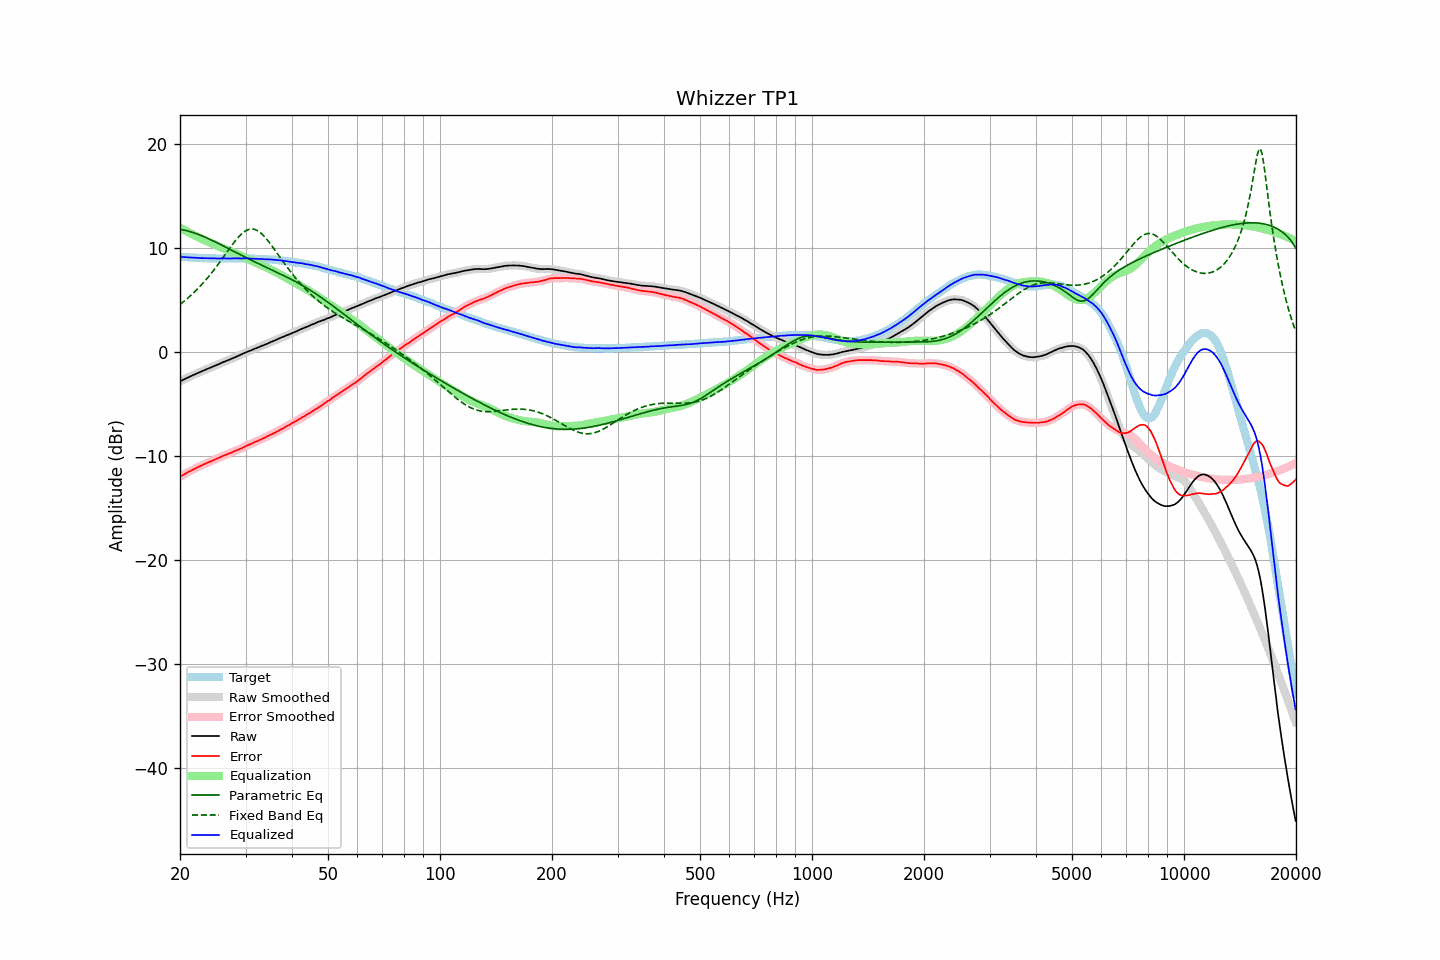 Whizzer TP1
20
10
0
−10
−20
−30
−40
Amplitude (dBr)
Target
Raw Smoothed
Error Smoothed
Raw
Error
Equalization
Parametric Eq
Fixed Band Eq
Equalized
20 50 100 200 500 1000 2000 5000 10000 20000
Frequency (Hz)